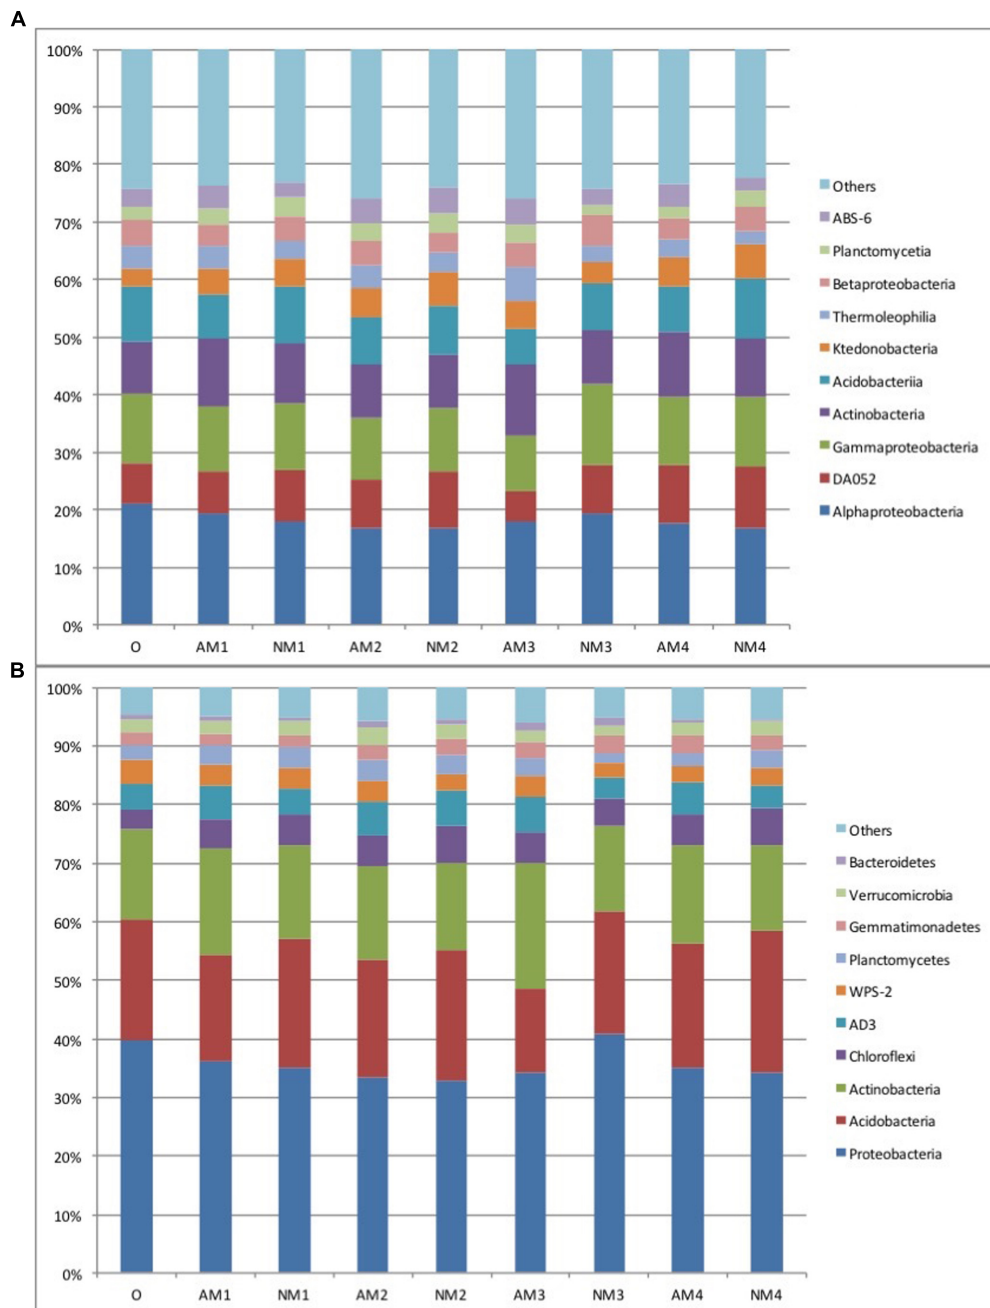 A
100%
90%
80%
70%
60%
50%
40%
30%
20%
10%
0%
O AM1 NM1 AM2 NM2 AM3 NM3 AM4 NM4
Others
ABS-6
Planctomycetia
Betaproteobacteria
Thermoleophilia
Ktedonobacteria
Acidobacteriia
Actinobacteria
Gammaproteobacteria
DA052
Alphaproteobacteria
B
100%
90%
80%
70%
60%
50%
40%
30%
20%
10%
0%
O AM1 NM1 AM2 NM2 AM3 NM3 AM4 NM4
Others
Bacteroidetes
Verrucomicrobia
Gemmatimonadetes
Planctomycetes
WPS-2
AD3
Chloroflexi
Actinobacteria
Acidobacteria
Proteobacteria